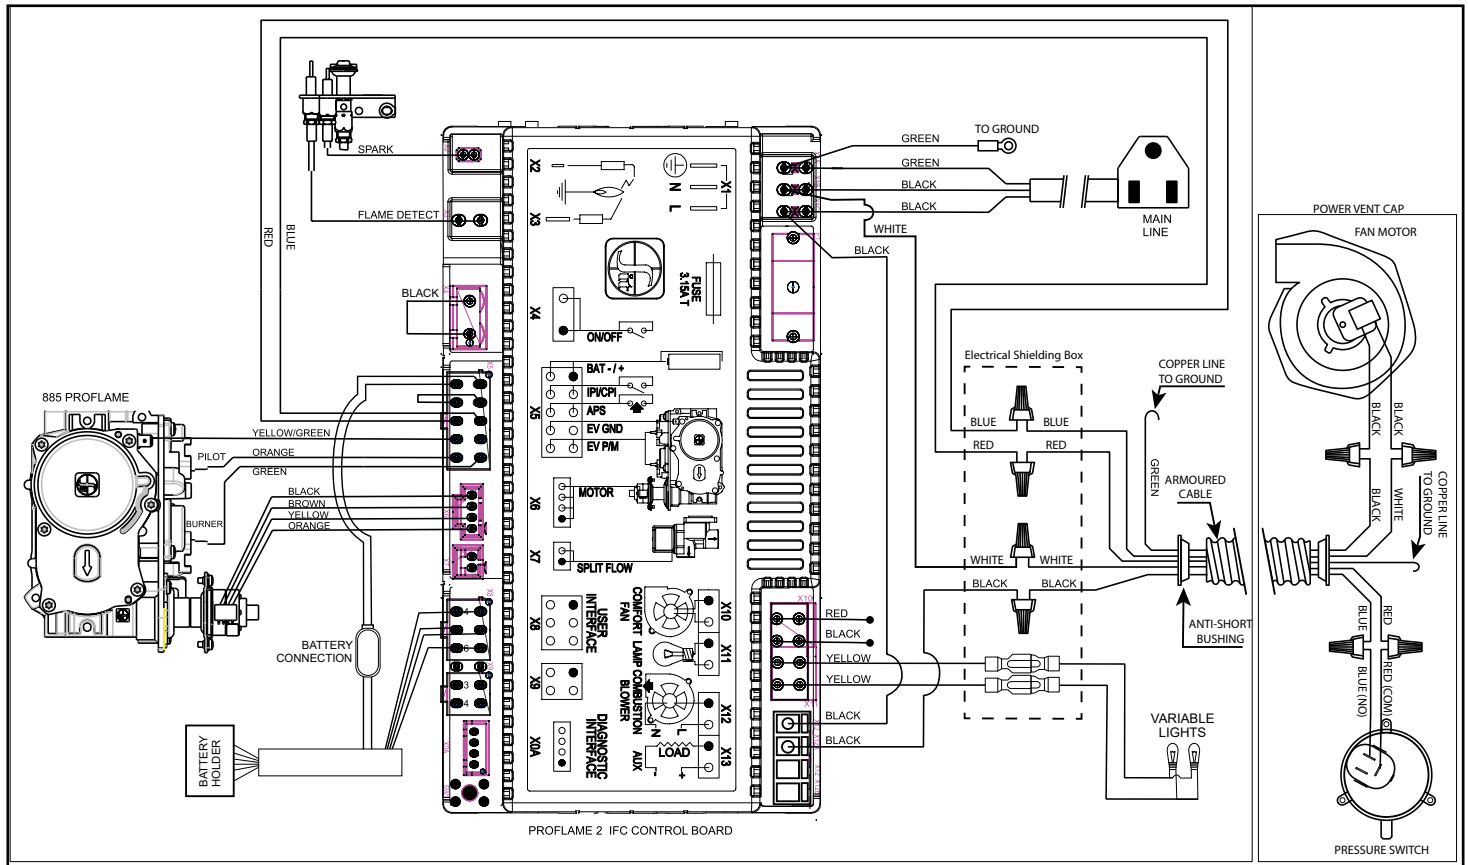 TO GROUND
GREEN
GREEN
BLACK
BLACK
MAIN
LINE
WHITE
BLACK
SPARK
FLAME DETECT
RED
BLUE
BLACK
885 PROFLAME
YELLOW/GREEN
PILOT
ORANGE
GREEN
BLACK
BROWN
YELLOW
ORANGE
BURNER
BATTERY
CONNECTION
BATTERY
HOLDER
X2
X3
X1
N
L
FUSE
3.15A T
X4
ON/OFF
BAT - / +
IPI/CPI
X5
APS
EV GND
EV P/M
X6
MOTOR
X7
SPLIT FLOW
X8
USER
INTERFACE
X9
X0A
DIAGNOSTIC
INTERFACE
COMFORT
FAN
X10
LAMP
X11
COMBUSTION
BLOWER
N
L
X12
AUX
LOAD
-
+
X13
X10
X11
3
4
PROFLAME 2 IFC CONTROL BOARD
RED
BLACK
YELLOW
YELLOW
BLACK
BLACK
Electrical Shielding Box
BLUE
BLUE
RED
RED
WHITE
WHITE
BLACK
BLACK
COPPER LINE
TO GROUND
GREEN
ARMOURED
CABLE
ANTI-SHORT
BUSHING
VARIABLE
LIGHTS
POWER VENT CAP
FAN MOTOR
BLACK
BLACK
BLACK
WHITE
COPPER LINE
TO GROUND
BLUE
RED
BLUE (NO)
RED (COM)
PRESSURE SWITCH